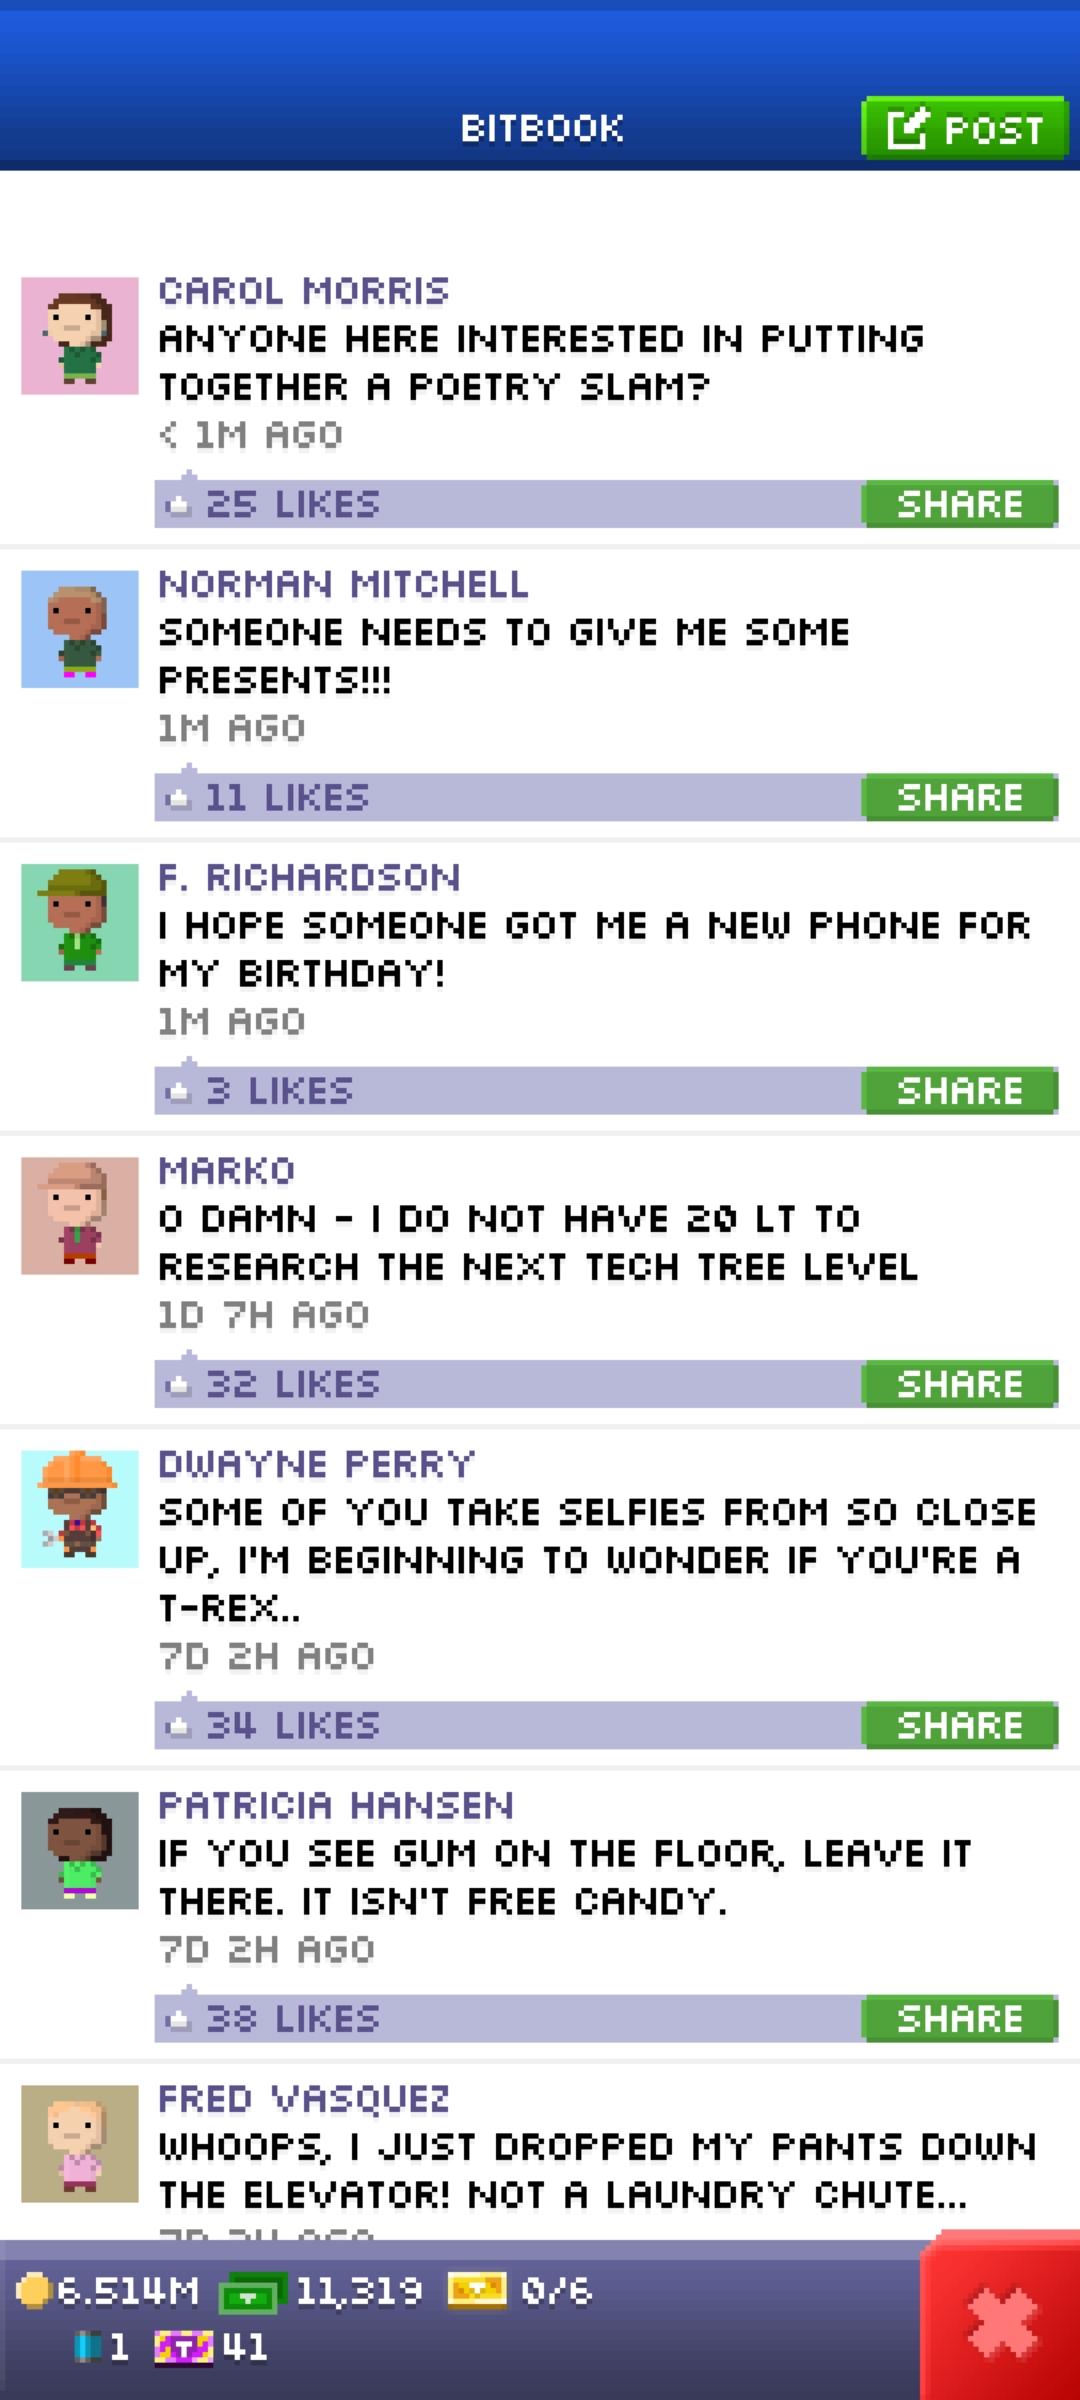 BITBOOK
POST
CAROL MORRIS
ANYONE HERE INTERESTED IN PUTTING
TOGETHER A POETRY SLAM?
< 1M AGO
25 LIKES
SHARE
NORMAN MITCHELL
SOMEONE NEEDS TO GIVE ME SOME
PRESENTS!!!
1M AGO
11 LIKES
SHARE
F. RICHARDSON
I HOPE SOMEONE GOT ME A NEW PHONE FOR
MY BIRTHDAY!
1M AGO
3 LIKES
SHARE
MARKO
O DAMN - I DO NOT HAVE 20 LT TO
RESEARCH THE NEXT TECH TREE LEVEL
1D 7H AGO
32 LIKES
SHARE
DWAYNE PERRY
SOME OF YOU TAKE SELFIES FROM SO CLOSE
UP, I'M BEGINNING TO WONDER IF YOU'RE A
T-REX..
7D 2H AGO
34 LIKES
SHARE
PATRICIA HANSEN
IF YOU SEE GUM ON THE FLOOR, LEAVE IT
THERE. IT ISN'T FREE CANDY.
7D 2H AGO
38 LIKES
SHARE
FRED VASQUEZ
WHOOPS, I JUST DROPPED MY PANTS DOWN
THE ELEVATOR! NOT A LAUNDRY CHUTE...
6.514M 11,319 0/6
1 41